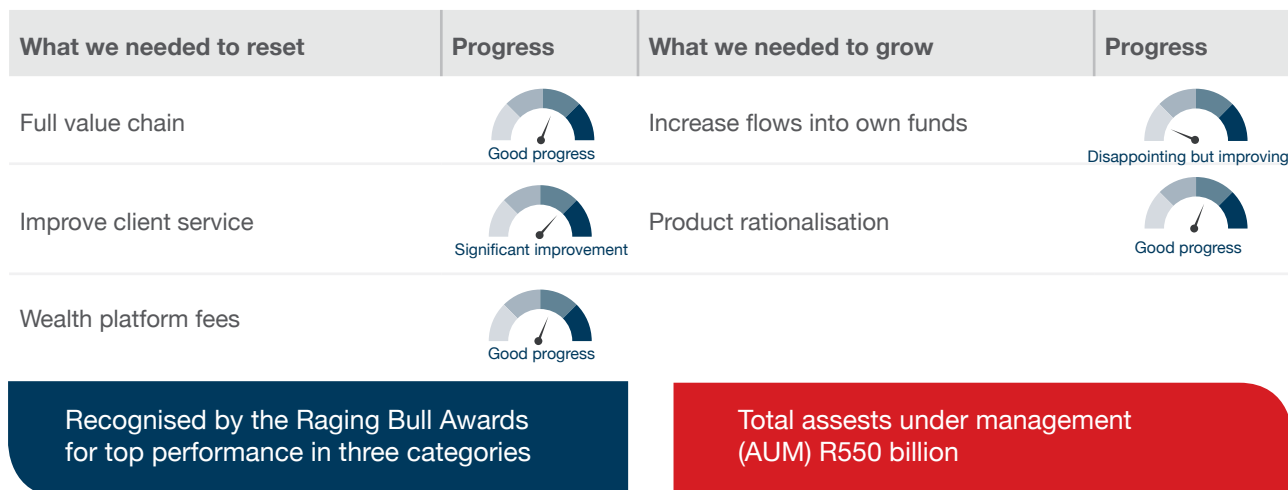 What we needed to reset Progress What we needed to grow Progress
Full value chain
Good progress
Increase flows into own funds
Disappointing but improving
Improve client service
Significant improvement
Product rationalisation
Good progress
Wealth platform fees
Good progress
Recognised by the Raging Bull Awards
for top performance in three categories
Total assests under management
(AUM) R550 billion